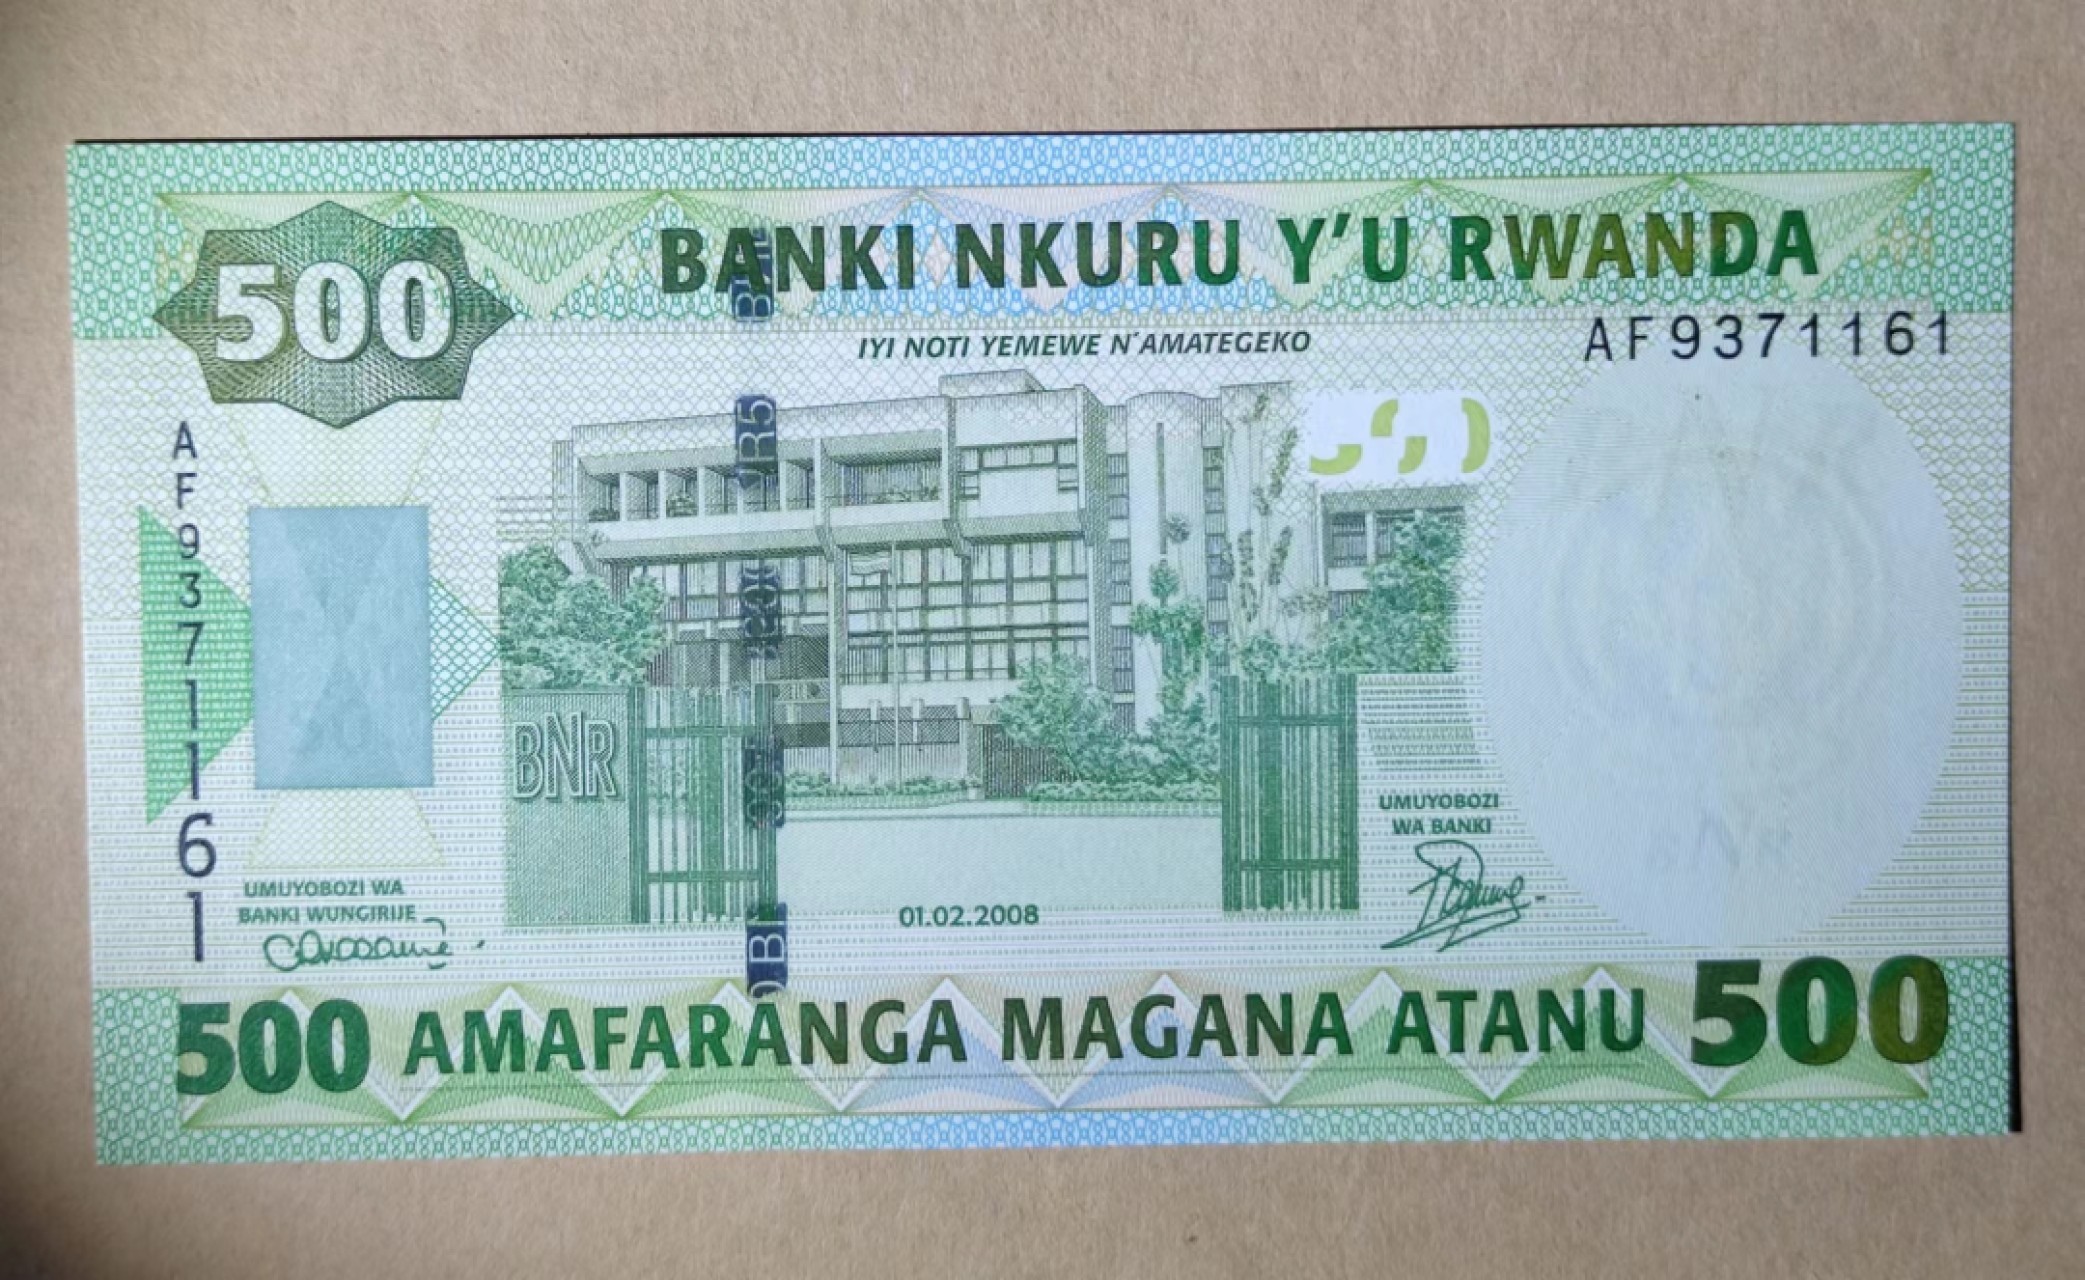 500
BANKI NKURU Y'U RWANDA
IYI NOTI YEMEWE N'AMATEGEKO
AF9371161
AF9371161
BNR
UMUYOBOZI
WA BANKI
UMUYOBOZI WA
BANKI WUNGIRIJE
01.02.2008
500 AMAFARANGA MAGANA ATANU 500